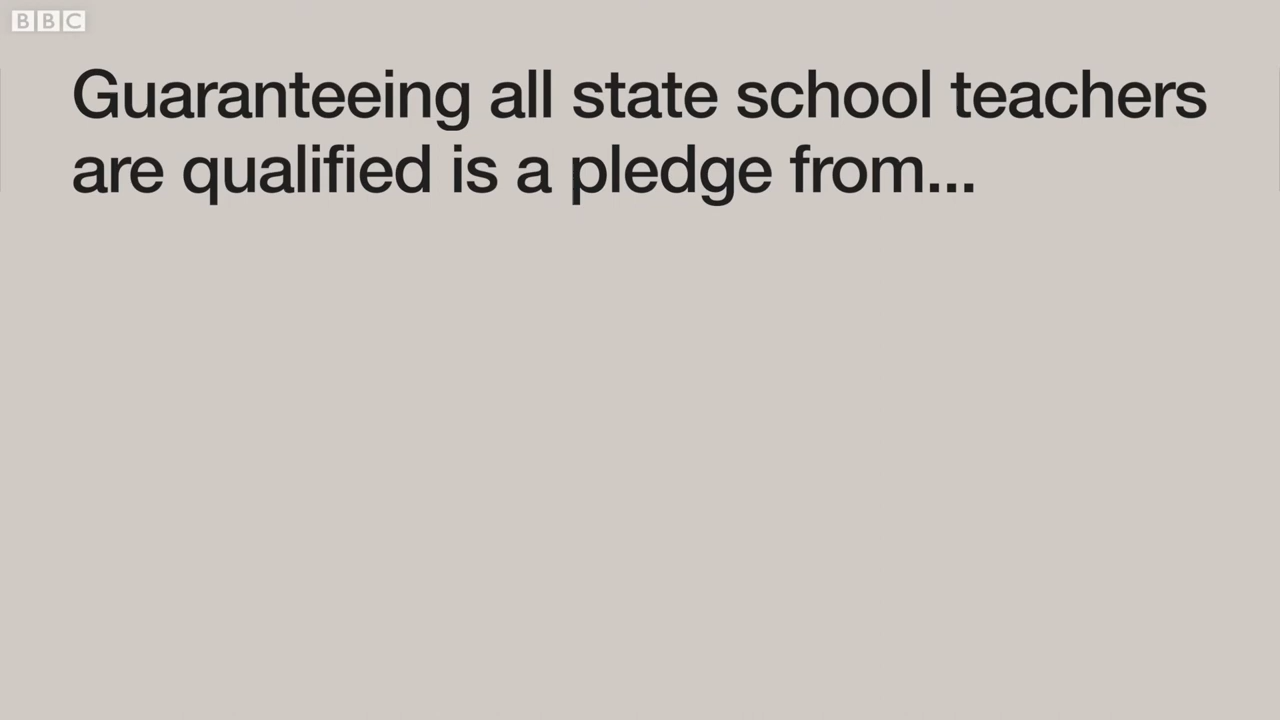 BBC
Guaranteeing all state school teachers
are qualified is a pledge from...